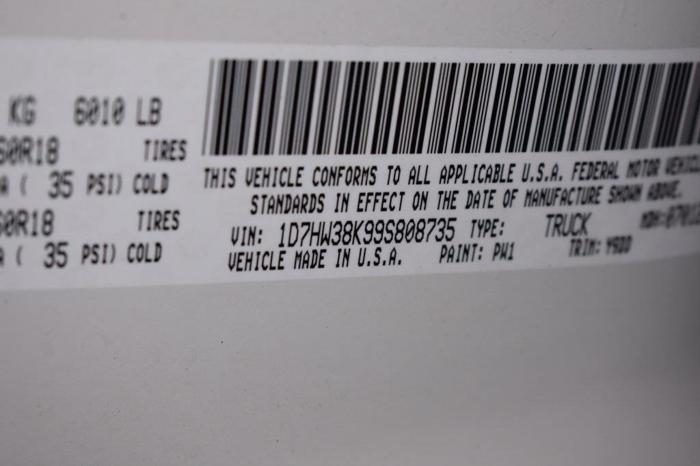 KG 6010 LB
60R18 TIRES
( 35 PSI) COLD
60R18 TIRES
( 35 PSI) COLD
THIS VEHICLE CONFORMS TO ALL APPLICABLE U.S.A. FEDERAL MOTOR
STANDARDS IN EFFECT ON THE DATE OF MANUFACTURE SHOWN ABOVE.
VIN: 1D7HW38K99S808735 TYPE: TRUCK MDH:
VEHICLE MADE IN U.S.A. PAINT: PW1 TRIM: